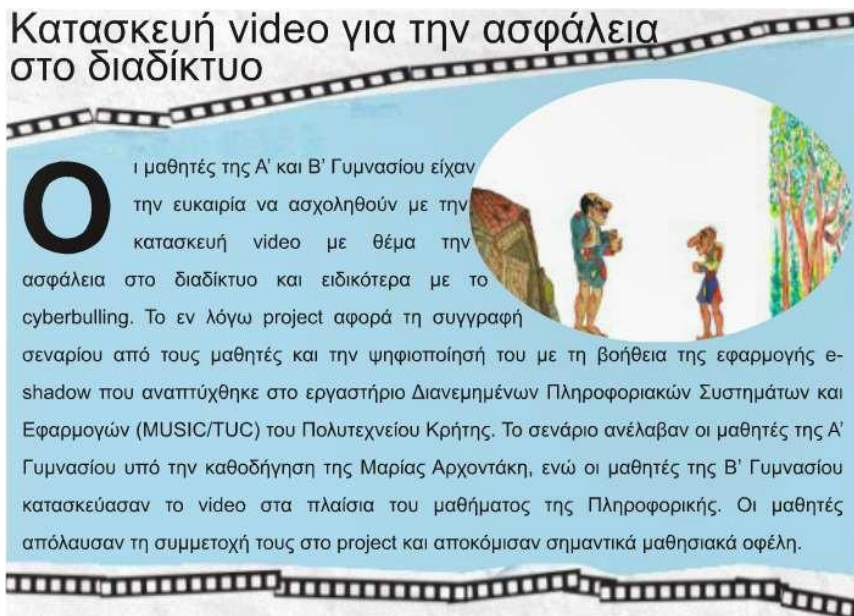 Κατασκευή video για την ασφάλεια
στο διαδίκτυο
Οι μαθητές της Α' και Β' Γυμνασίου είχαν
την ευκαιρία να ασχοληθούν με την
κατασκευή video με θέμα την
ασφάλεια στο διαδίκτυο και ειδικότερα με το
cyberbulling. Το εν λόγω project αφορά τη συγγραφή
σεναρίου από τους μαθητές και την ψηφιοποίησή του με τη βοήθεια της εφαρμογής e-
shadow που αναπτύχθηκε στο εργαστήριο Διανεμημένων Πληροφοριακών Συστημάτων και
Εφαρμογών (MUSIC/TUC) του Πολυτεχνείου Κρήτης. Το σενάριο ανέλαβαν οι μαθητές της Α'
Γυμνασίου υπό την καθοδήγηση της Μαρίας Αρχοντάκη, ενώ οι μαθητές της Β' Γυμνασίου
κατασκεύασαν το video στα πλαίσια του μαθήματος της Πληροφορικής. Οι μαθητές
απόλαυσαν τη συμμετοχή τους στο project και αποκόμισαν σημαντικά μαθησιακά οφέλη.